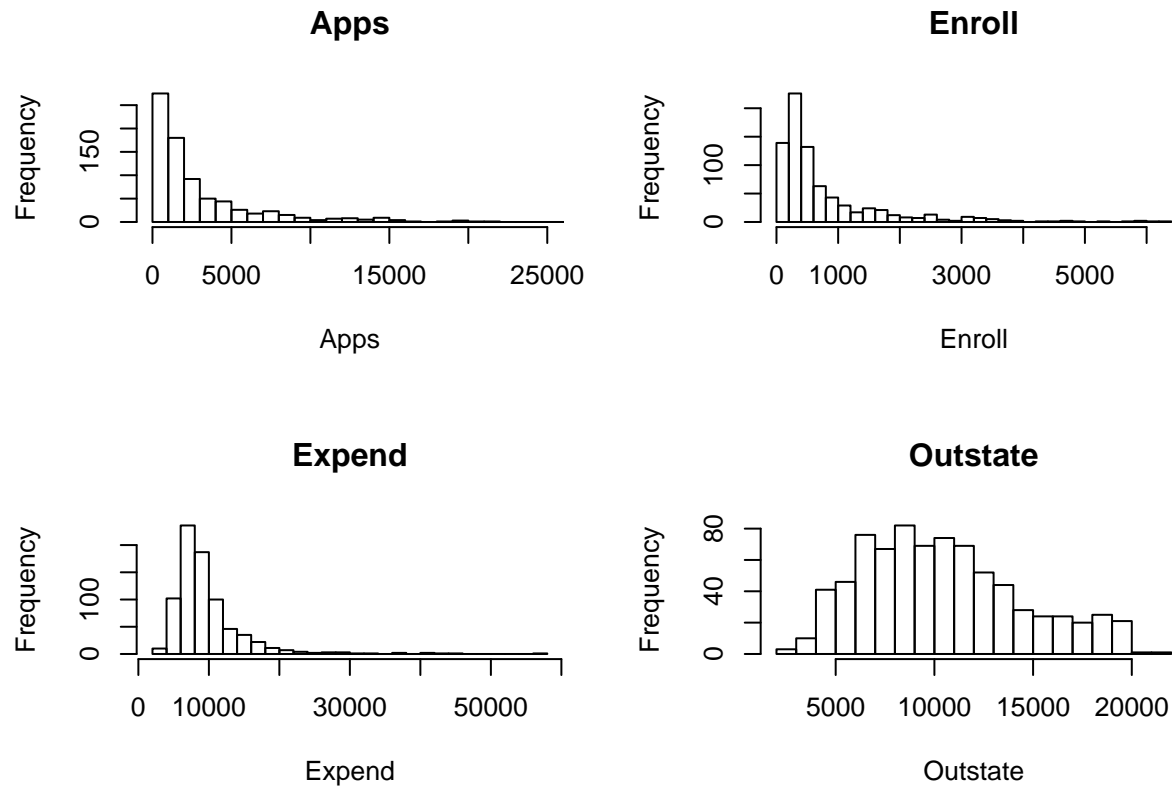 Apps
Frequency
0 150
0 5000 15000 25000
Apps
Enroll
Frequency
0 100
0 1000 3000 5000
Enroll
Expend
Frequency
0 100
0 10000 30000 50000
Expend
Outstate
Frequency
0 40 80
5000 10000 15000 20000
Outstate